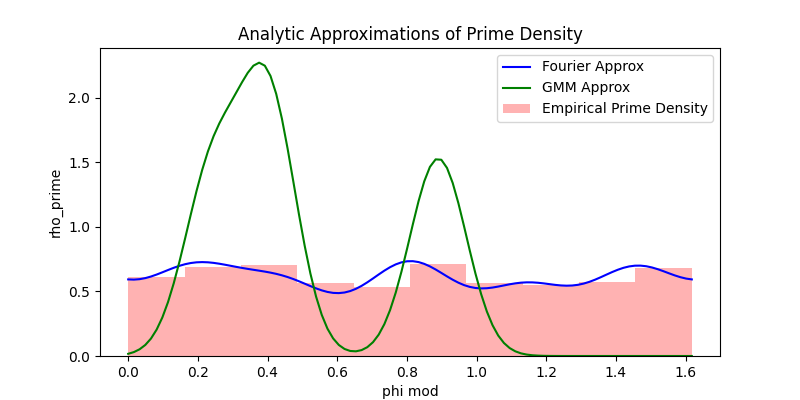 Analytic Approximations of Prime Density
Fourier Approx
GMM Approx
Empirical Prime Density
rho_prime
2.0
1.5
1.0
0.5
0.0
0.0 0.2 0.4 0.6 0.8 1.0 1.2 1.4 1.6
phi mod